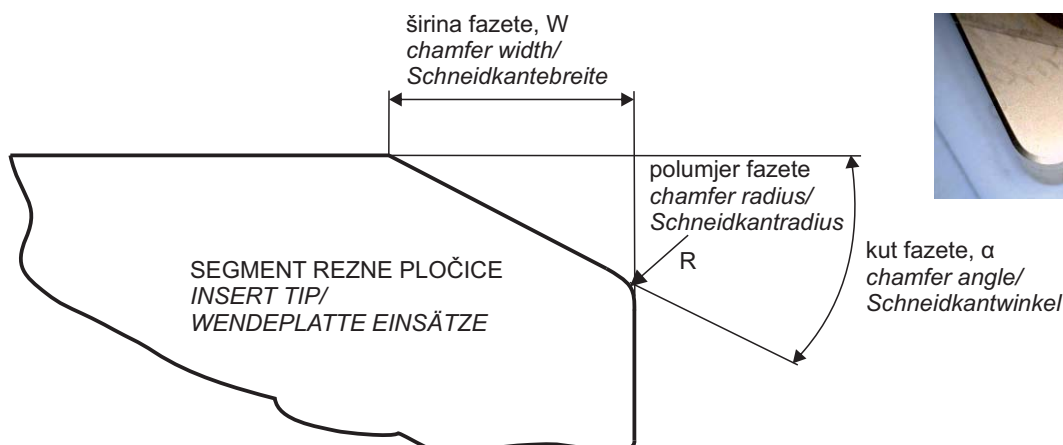 širina fazete, W
chamfer width/
Schneidkantebreite
polumjer fazete
chamfer radius/
Schneidkantradius
R
kut fazete, α
chamfer angle/
Schneidkantwinkel
SEGMENT REZNE PLOČICE
INSERT TIP/
WENDEPLATTE EINSÄTZE